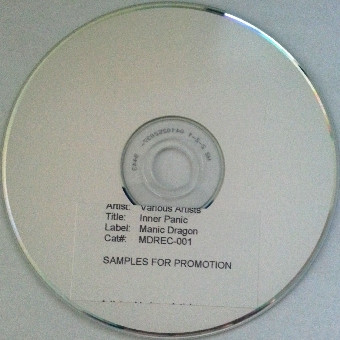 Artist: Various Artists
Title: Inner Panic
Label: Manic Dragon
Cat#: MDREC-001
SAMPLES FOR PROMOTION